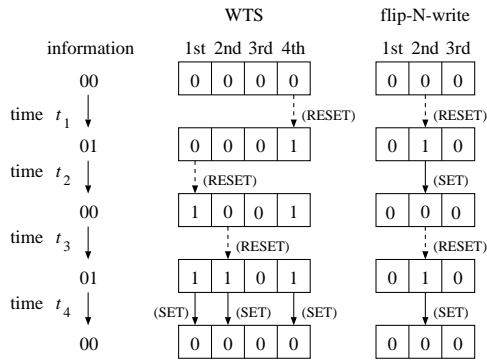 WTS flip-N-write
information 1st 2nd 3rd 4th 1st 2nd 3rd
00 0 0 0 0 0 0 0
time t1 (RESET) (RESET)
01 0 0 0 1 0 1 0
time t2 (RESET) (SET)
00 1 0 0 1 0 0 0
time t3 (RESET) (RESET)
01 1 1 0 1 0 1 0
time t4 (SET) (SET) (SET) (SET)
00 0 0 0 0 0 0 0